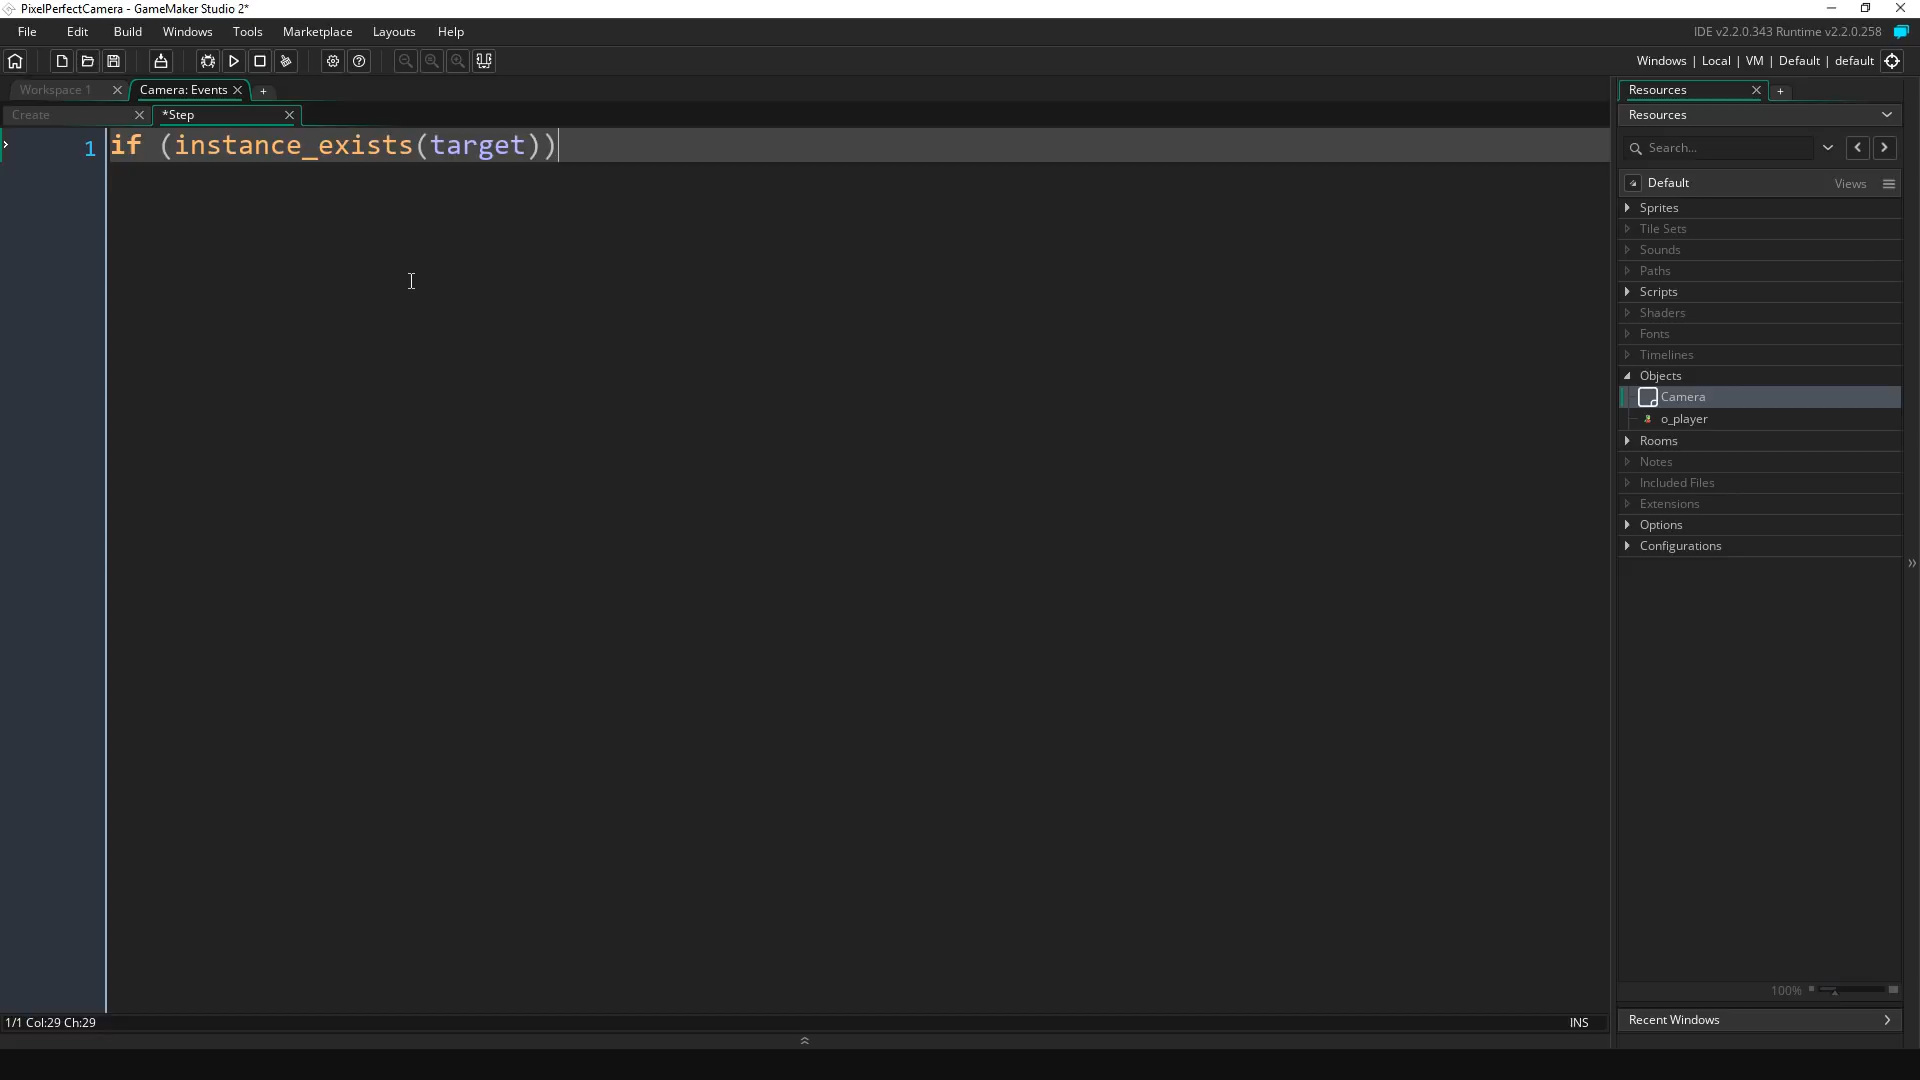 PixelPerfectCamera - GameMaker Studio 2*
File Edit Build Windows Tools Marketplace Layouts Help
IDE v2.2.0.343 Runtime v2.2.0.258
Windows | Local | VM | Default | default
Workspace 1
Camera: Events
Create
*Step
1 if (instance_exists(target))
Resources
Resources
Search...
Default Views
Sprites
Tile Sets
Sounds
Paths
Scripts
Shaders
Fonts
Timelines
Objects
Camera
o_player
Rooms
Notes
Included Files
Extensions
Options
Configurations
100%
1/1 Col:29 Ch:29
INS
Recent Windows